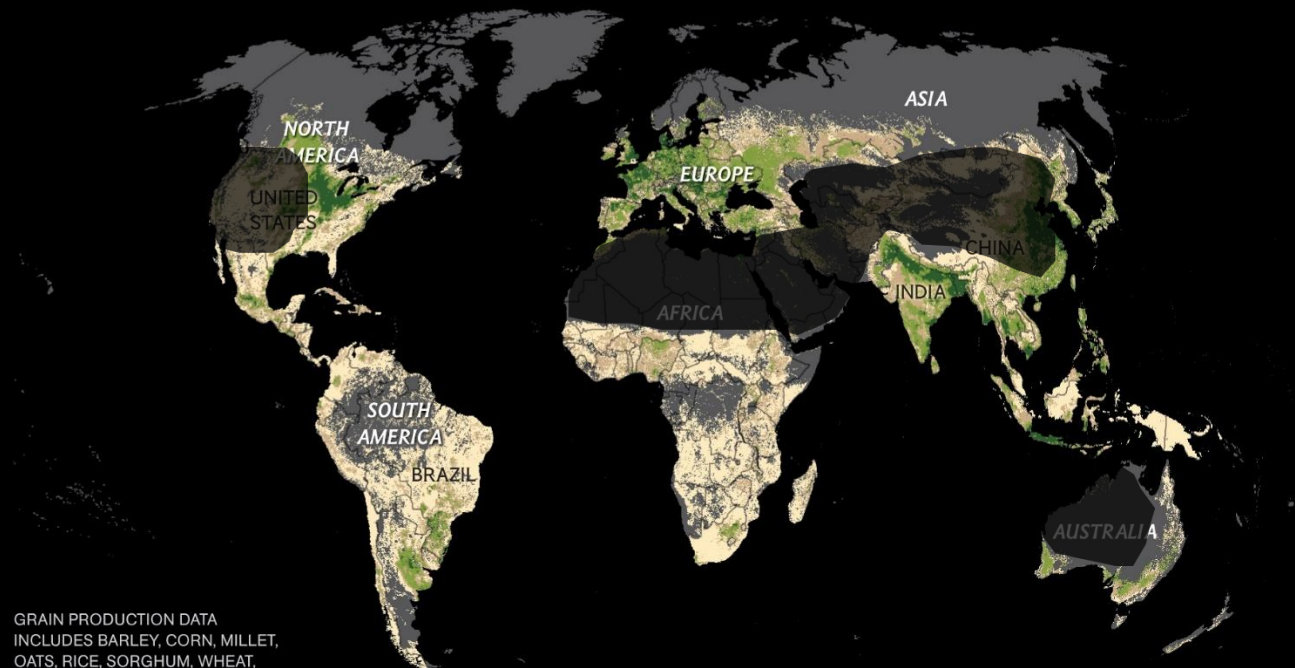 ASIA
NORTH
AMERICA
EUROPE
UNITED
STATES
CHINA
INDIA
AFRICA
SOUTH
AMERICA
BRAZIL
AUSTRALIA
GRAIN PRODUCTION DATA
INCLUDES BARLEY, CORN, MILLET,
OATS, RICE, SORGHUM, WHEAT,